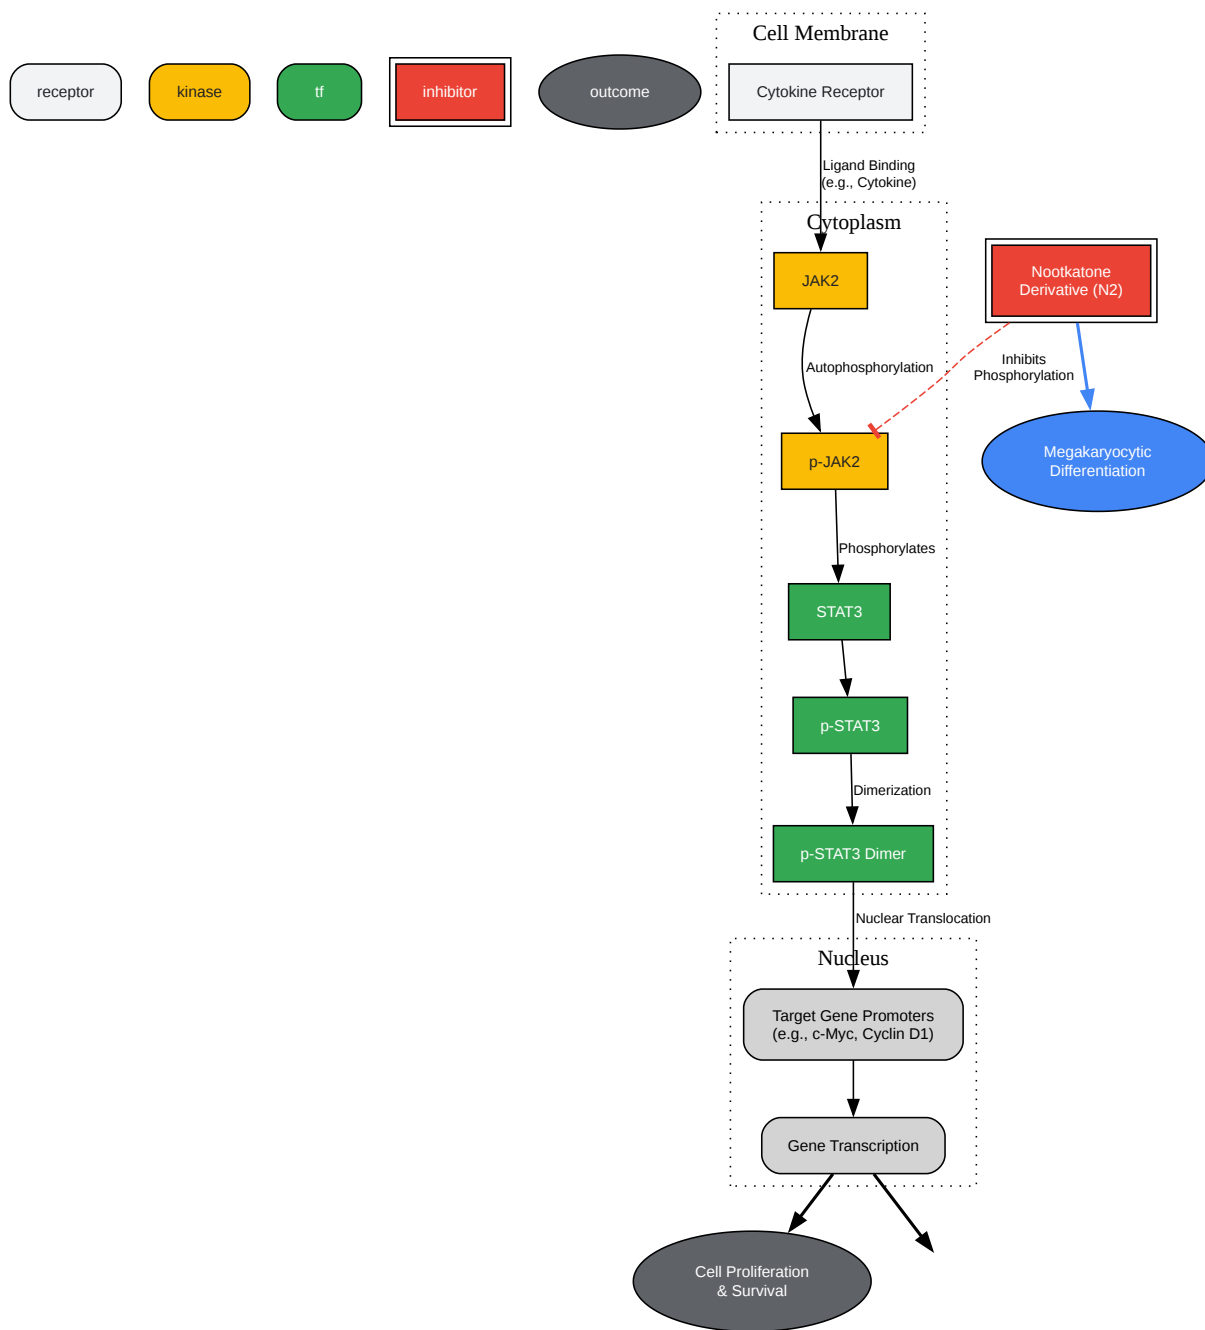 Cell Membrane
receptor
kinase
tf
inhibitor
outcome
Cytokine Receptor
Ligand Binding
(e.g., Cytokine)
Cytoplasm
JAK2
Nootkatone
Derivative (N2)
Autophosphorylation
Inhibits
Phosphorylation
p-JAK2
Megakaryocytic
Differentiation
Phosphorylates
STAT3
p-STAT3
Dimerization
p-STAT3 Dimer
Nuclear Translocation
Nucleus
Target Gene Promoters
(e.g., c-Myc, Cyclin D1)
Gene Transcription
Cell Proliferation
& Survival